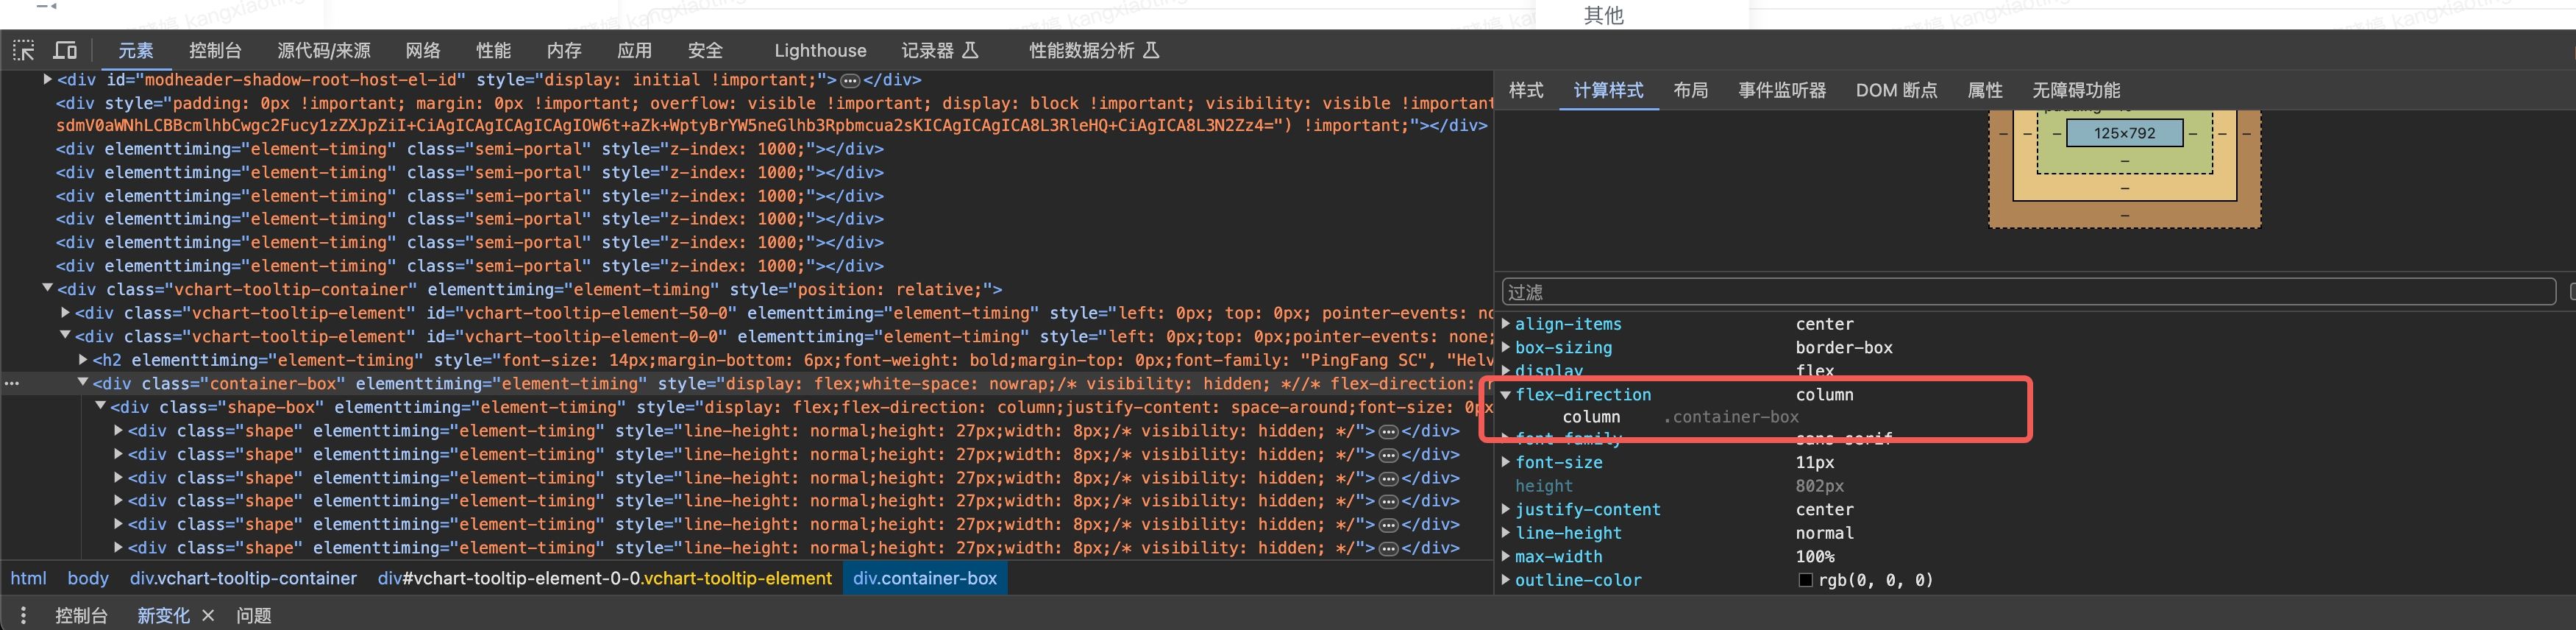 其他
元素 控制台 源代码/来源 网络 性能 内存 应用 安全 Lighthouse 记录器 性能数据分析
<div id="modheader-shadow-root-host-el-id" style="display: initial !important;">…</div>
<div style="padding: 0px !important; margin: 0px !important; overflow: visible !important; display: block !important; visibility: visible !important
sdmV0aWNhLCBBcmlhbCwgc2Fucy1zZXJpZiI+CiAgICAgICAgICAgIOW6t+aZk+WptyBrYW5neGlhb3Rpbmcua2sKICAgICAgICA8L3RleHQ+CiAgICA8L3N2Zz4=") !important;"></div>
<div elementtiming="element-timing" class="semi-portal" style="z-index: 1000;"></div>
<div elementtiming="element-timing" class="semi-portal" style="z-index: 1000;"></div>
<div elementtiming="element-timing" class="semi-portal" style="z-index: 1000;"></div>
<div elementtiming="element-timing" class="semi-portal" style="z-index: 1000;"></div>
<div elementtiming="element-timing" class="semi-portal" style="z-index: 1000;"></div>
<div elementtiming="element-timing" class="semi-portal" style="z-index: 1000;"></div>
<div class="vchart-tooltip-container" elementtiming="element-timing" style="position: relative;">
<div class="vchart-tooltip-element" id="vchart-tooltip-element-50-0" elementtiming="element-timing" style="left: 0px; top: 0px; pointer-events: no
<div class="vchart-tooltip-element" id="vchart-tooltip-element-0-0" elementtiming="element-timing" style="left: 0px;top: 0px;pointer-events: none;
<h2 elementtiming="element-timing" style="font-size: 14px;margin-bottom: 6px;font-weight: bold;margin-top: 0px;font-family: "PingFang SC", "Helv
<div class="container-box" elementtiming="element-timing" style="display: flex;white-space: nowrap;/* visibility: hidden; *//* flex-direction: r
<div class="shape-box" elementtiming="element-timing" style="display: flex;flex-direction: column;justify-content: space-around;font-size: 0px
<div class="shape" elementtiming="element-timing" style="line-height: normal;height: 27px;width: 8px;/* visibility: hidden; */">…</div>
<div class="shape" elementtiming="element-timing" style="line-height: normal;height: 27px;width: 8px;/* visibility: hidden; */">…</div>
<div class="shape" elementtiming="element-timing" style="line-height: normal;height: 27px;width: 8px;/* visibility: hidden; */">…</div>
<div class="shape" elementtiming="element-timing" style="line-height: normal;height: 27px;width: 8px;/* visibility: hidden; */">…</div>
<div class="shape" elementtiming="element-timing" style="line-height: normal;height: 27px;width: 8px;/* visibility: hidden; */">…</div>
<div class="shape" elementtiming="element-timing" style="line-height: normal;height: 27px;width: 8px;/* visibility: hidden; */">…</div>
html body div.vchart-tooltip-container div#vchart-tooltip-element-0-0.vchart-tooltip-element div.container-box
样式 计算样式 布局 事件监听器 DOM 断点 属性 无障碍功能
125×792
过滤
align-items center
box-sizing border-box
display flex
flex-direction column
column .container-box
font-family sans-serif
font-size 11px
height 802px
justify-content center
line-height normal
max-width 100%
outline-color rgb(0, 0, 0)
控制台 新变化 × 问题